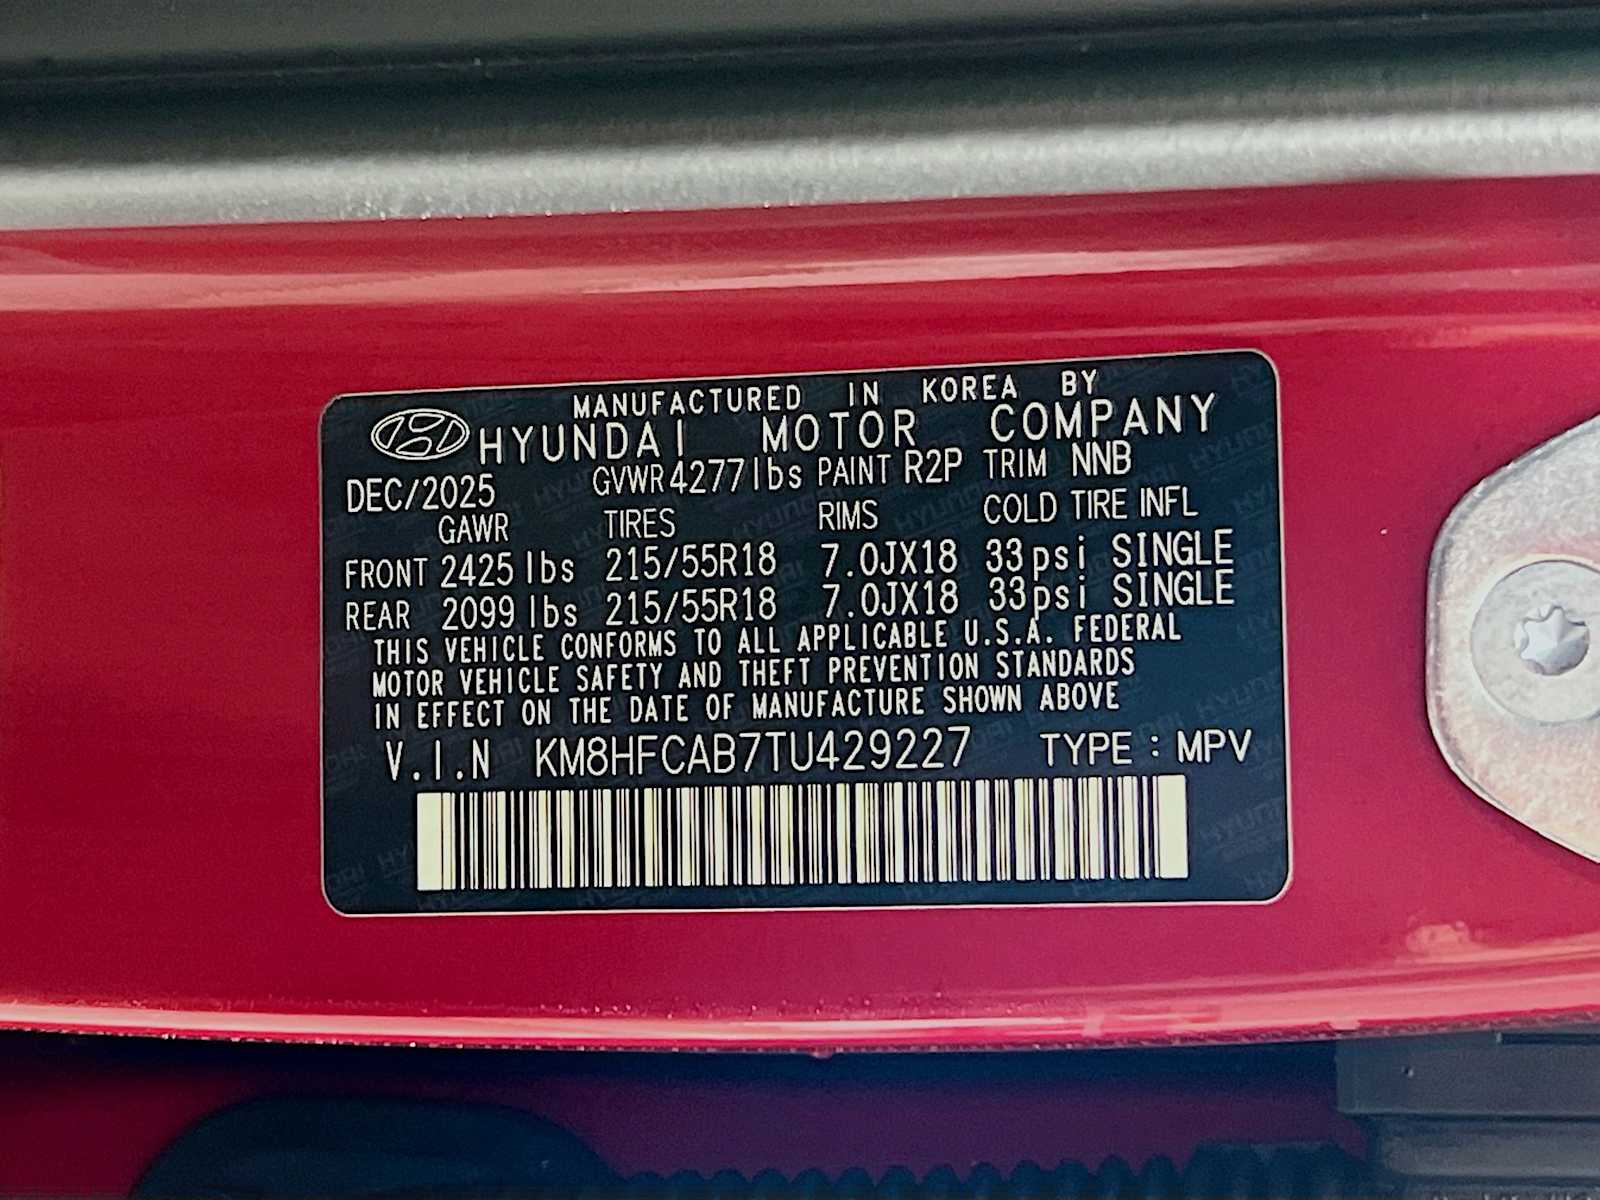 MANUFACTURED IN KOREA BY
HYUNDAI MOTOR COMPANY
DEC/2025 GVWR 4277 lbs PAINT R2P TRIM NNB
GAWR TIRES RIMS COLD TIRE INFL
FRONT 2425 lbs 215/55R18 7.0JX18 33psi SINGLE
REAR 2099 lbs 215/55R18 7.0JX18 33psi SINGLE
THIS VEHICLE CONFORMS TO ALL APPLICABLE U.S.A. FEDERAL
MOTOR VEHICLE SAFETY AND THEFT PREVENTION STANDARDS
IN EFFECT ON THE DATE OF MANUFACTURE SHOWN ABOVE
V.I.N KM8HFCAB7TU429227 TYPE : MPV